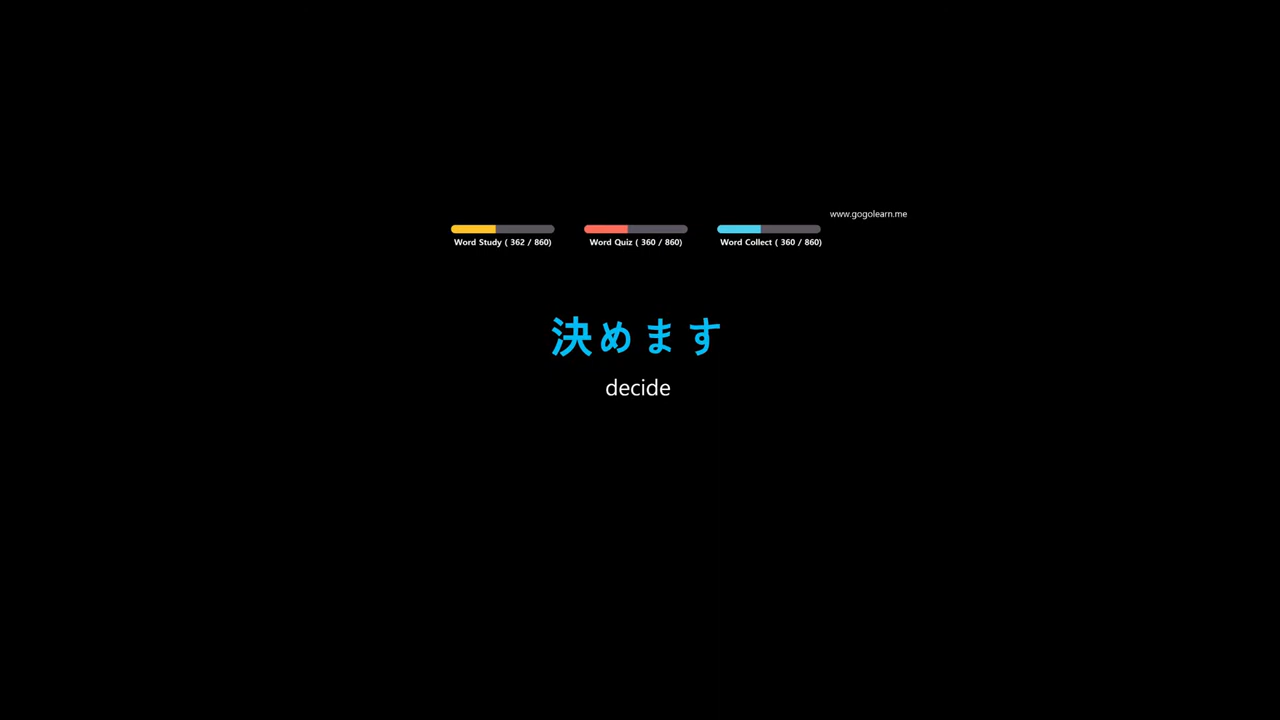 www.gogolearn.me
Word Study ( 362 / 860)
Word Quiz ( 360 / 860)
Word Collect ( 360 / 860)
決めます
decide